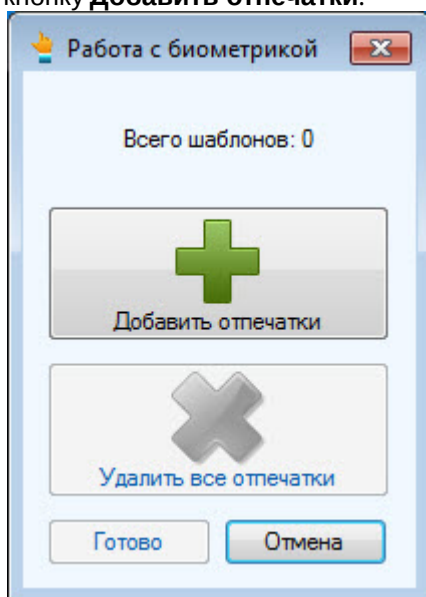 кнопку Добавить отпечатки.
Работа с биометрикой
Всего шаблонов: 0
Добавить отпечатки
Удалить все отпечатки
Готово Отмена